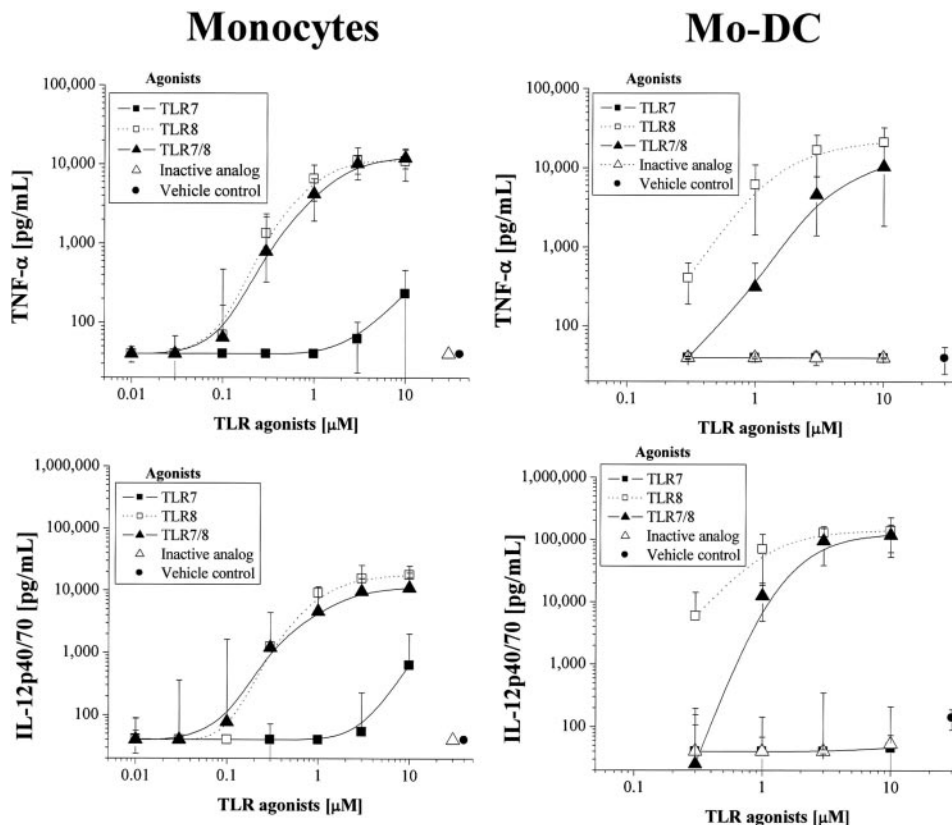 Monocytes
Mo-DC
Agonists
TLR7
TLR8
TLR7/8
Inactive analog
Vehicle control
100,000
10,000
1,000
100
TNF-α [pg/mL]
0.01 0.1 1 10
TLR agonists [μM]
Agonists
TLR7
TLR8
TLR7/8
Inactive analog
Vehicle control
100,000
10,000
1,000
100
TNF-α [pg/mL]
0.1 1 10
TLR agonists [μM]
Agonists
TLR7
TLR8
TLR7/8
Inactive analog
Vehicle control
1,000,000
100,000
10,000
1,000
100
IL-12p40/70 [pg/mL]
0.01 0.1 1 10
TLR agonists [μM]
Agonists
TLR7
TLR8
TLR7/8
Inactive analog
Vehicle control
1,000,000
100,000
10,000
1,000
100
IL-12p40/70 [pg/mL]
0.1 1 10
TLR agonists [μM]